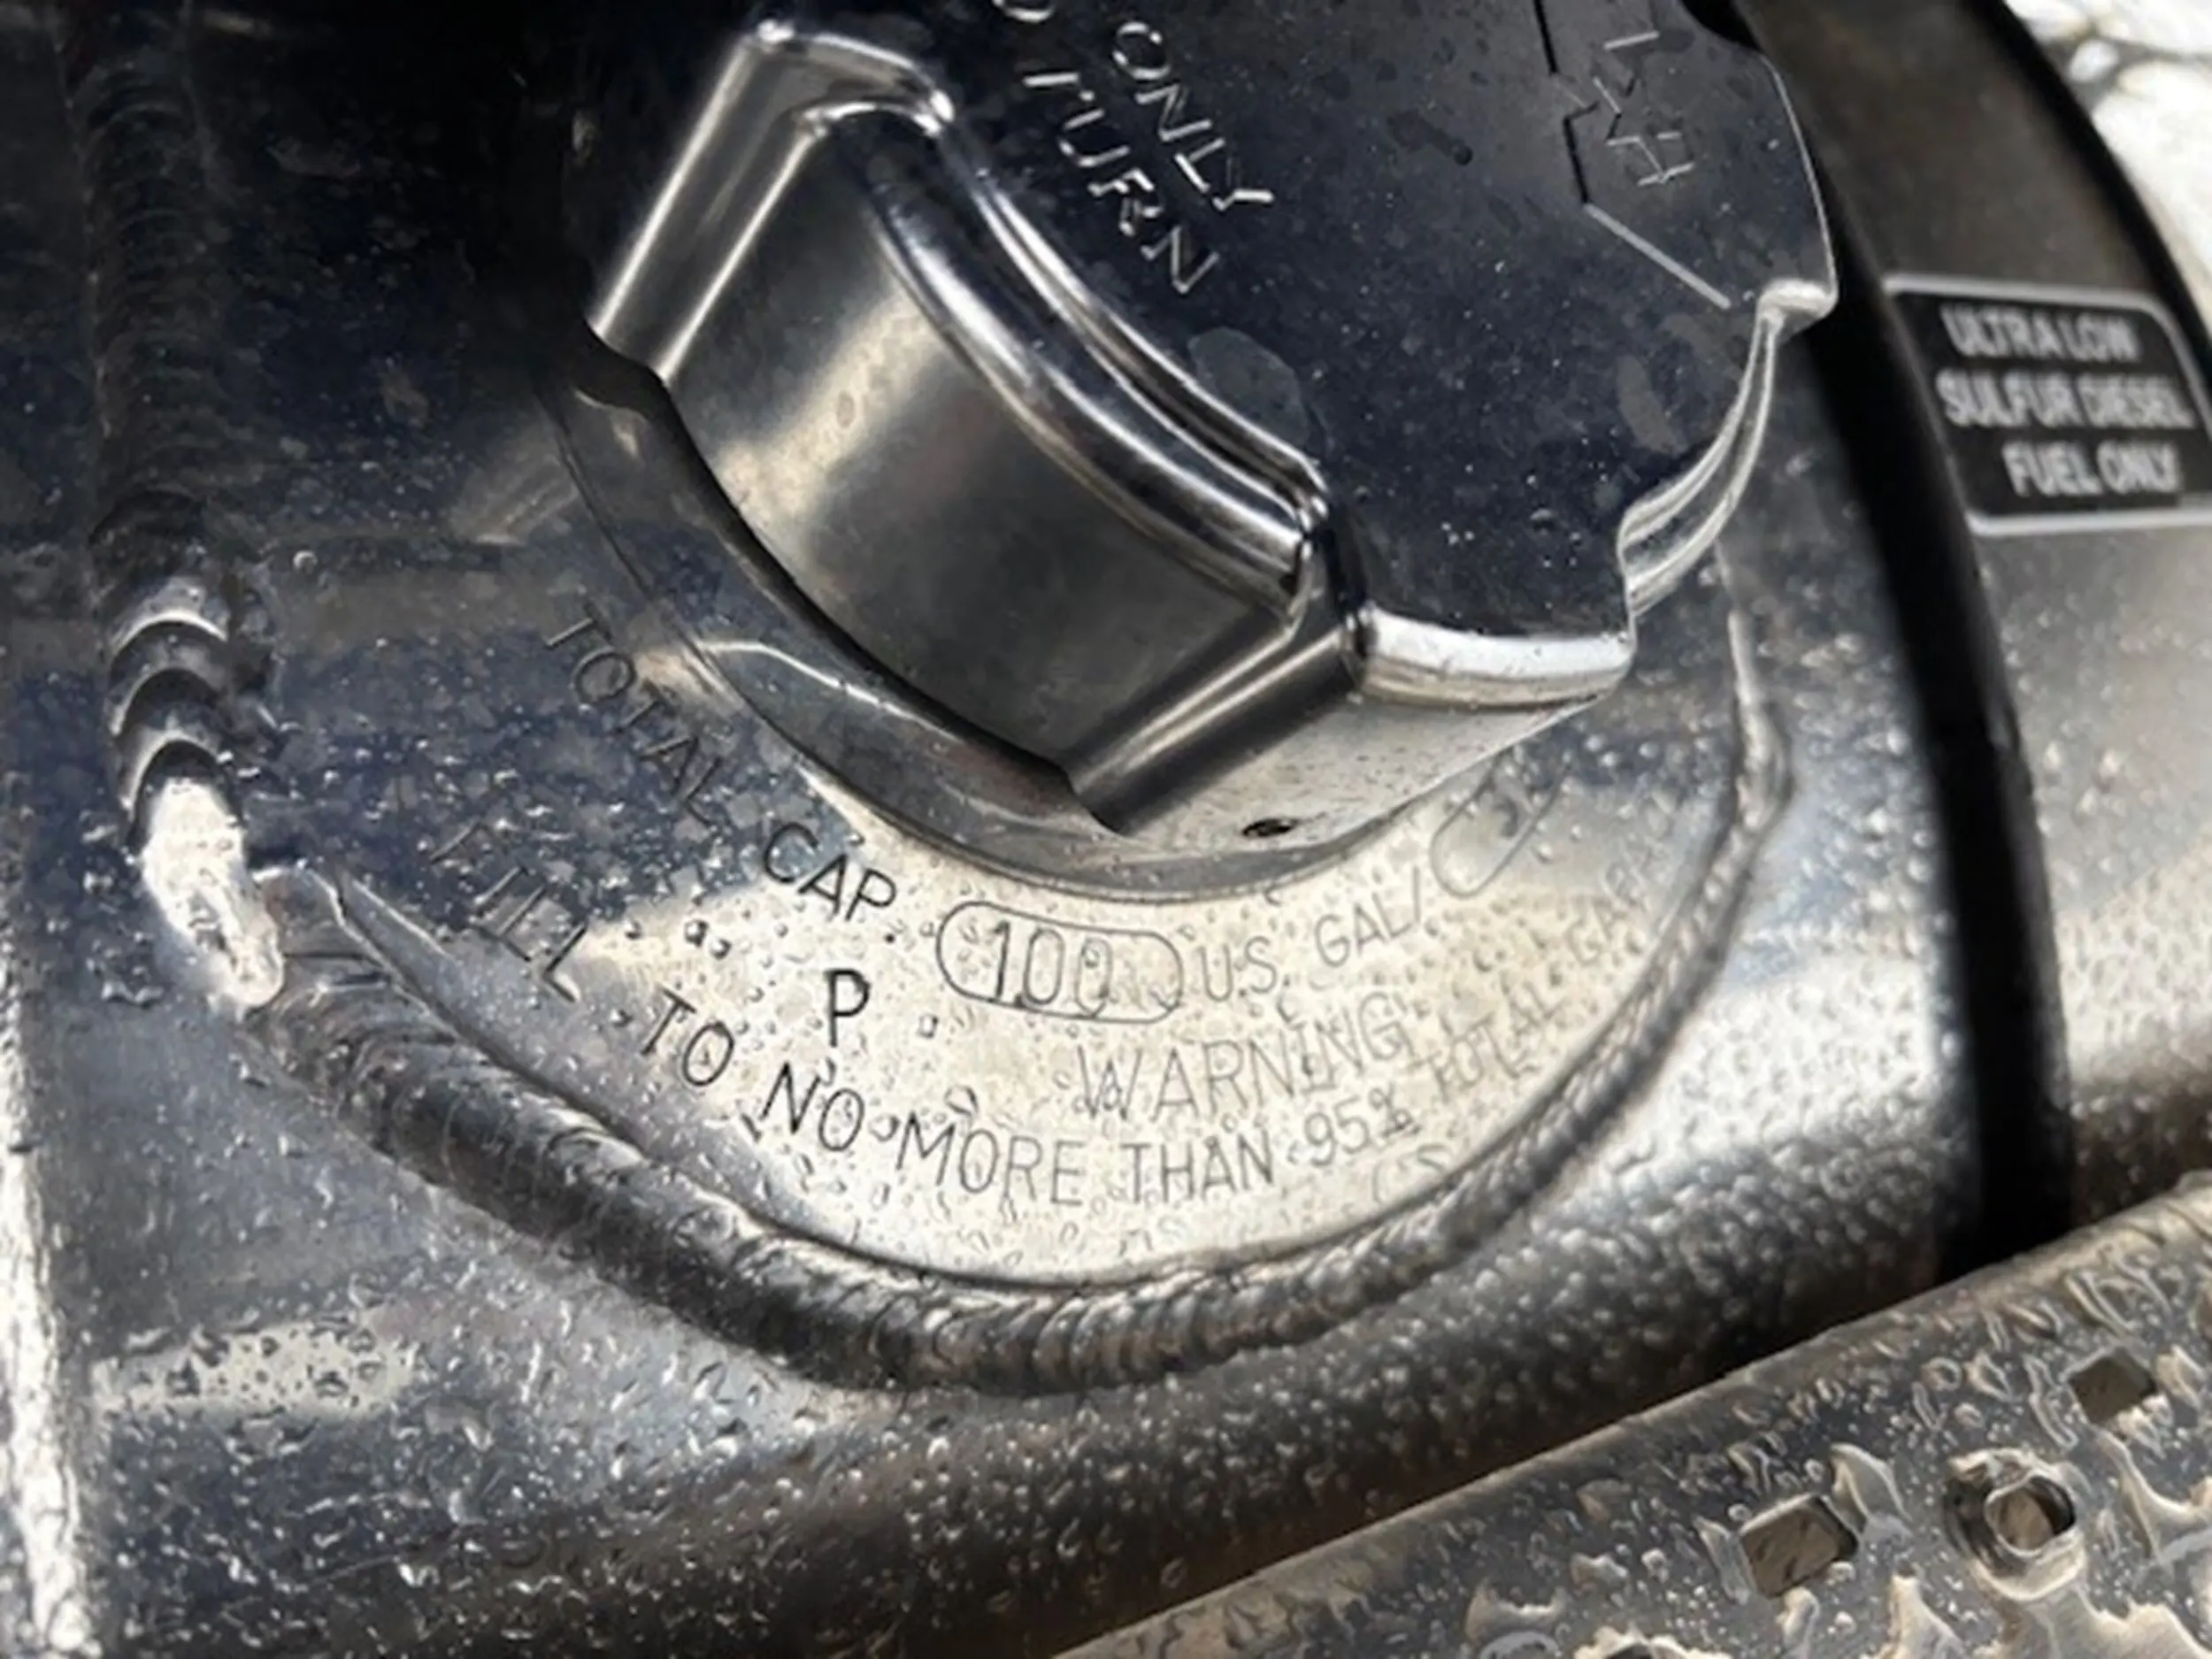 ONLY
TURN
ULTRA LOW
SULFUR DIESEL
FUEL ONLY
TOTAL CAP. 100 U.S. GAL/
P
WARNING
FILL TO NO MORE THAN 95% TOTAL CAP.